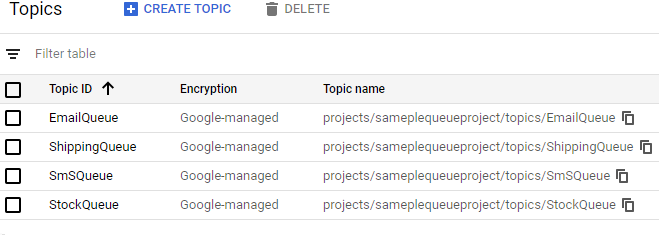 Topics CREATE TOPIC DELETE
Filter table
Topic ID Encryption Topic name
EmailQueue Google-managed projects/sameplequeueproject/topics/EmailQueue
ShippingQueue Google-managed projects/sameplequeueproject/topics/ShippingQueue
SmSQueue Google-managed projects/sameplequeueproject/topics/SmSQueue
StockQueue Google-managed projects/sameplequeueproject/topics/StockQueue